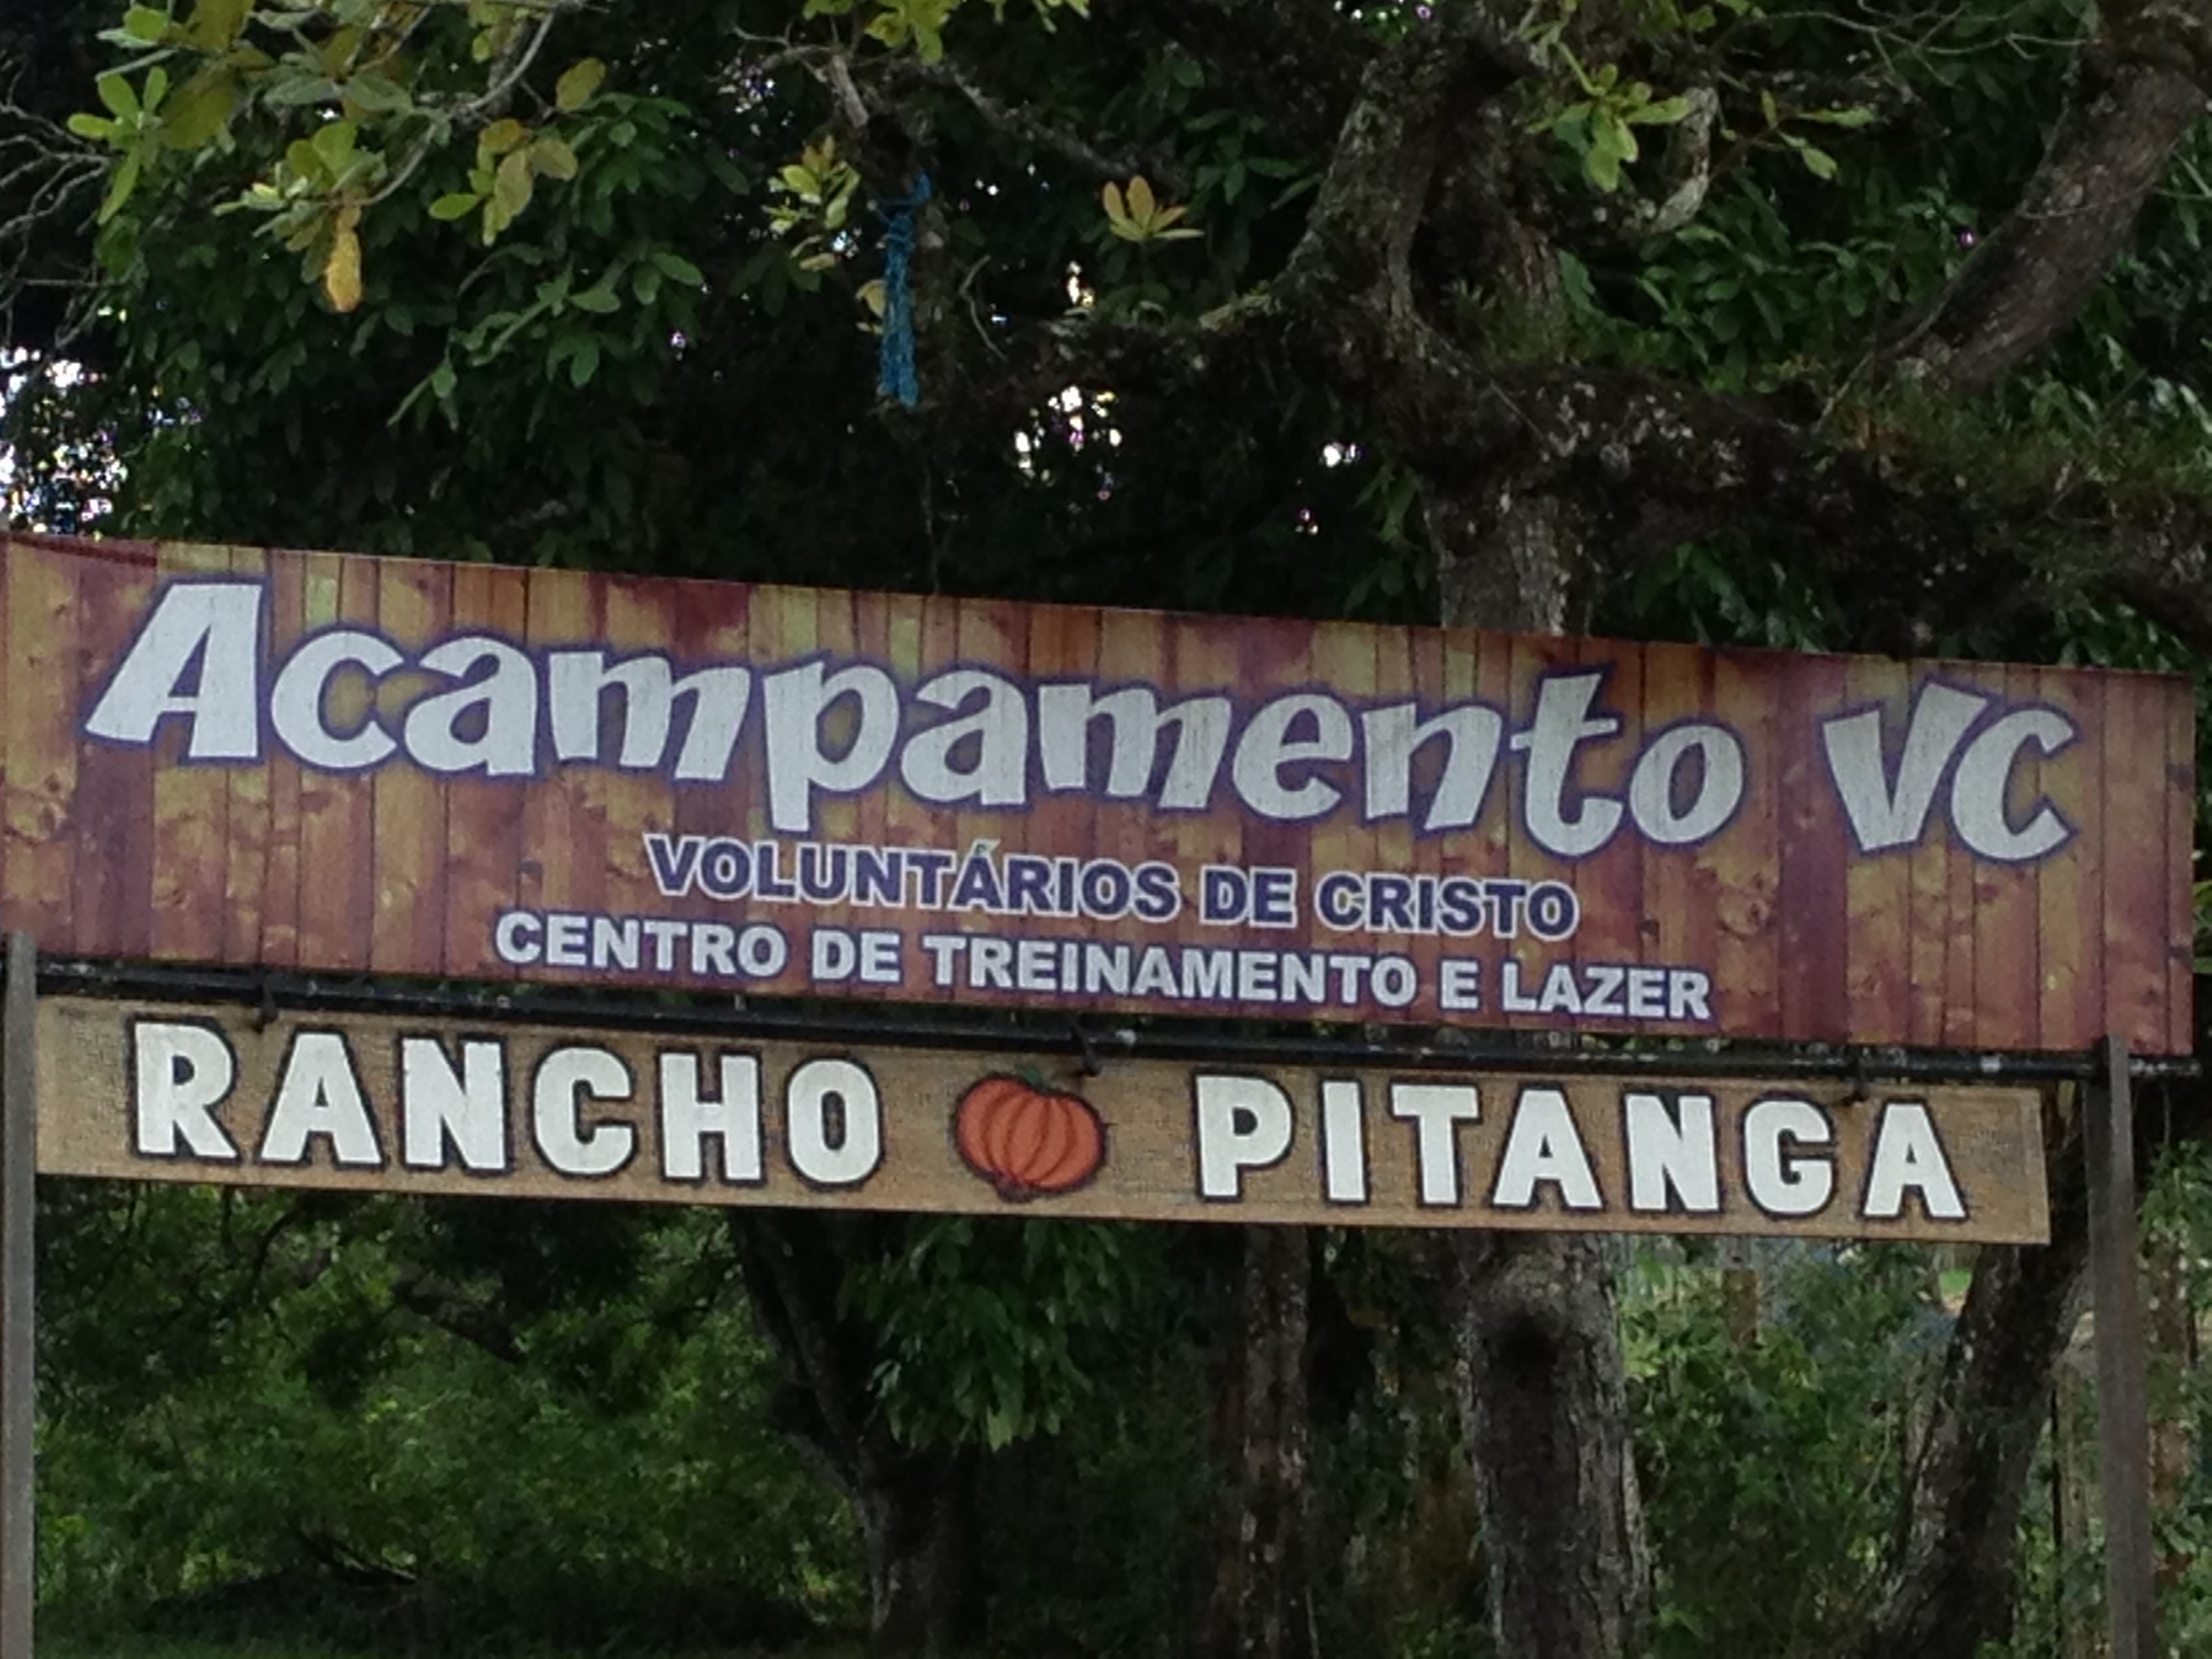 Acampamento VC
VOLUNTÁRIOS DE CRISTO
CENTRO DE TREINAMENTO E LAZER
RANCHO PITANGA